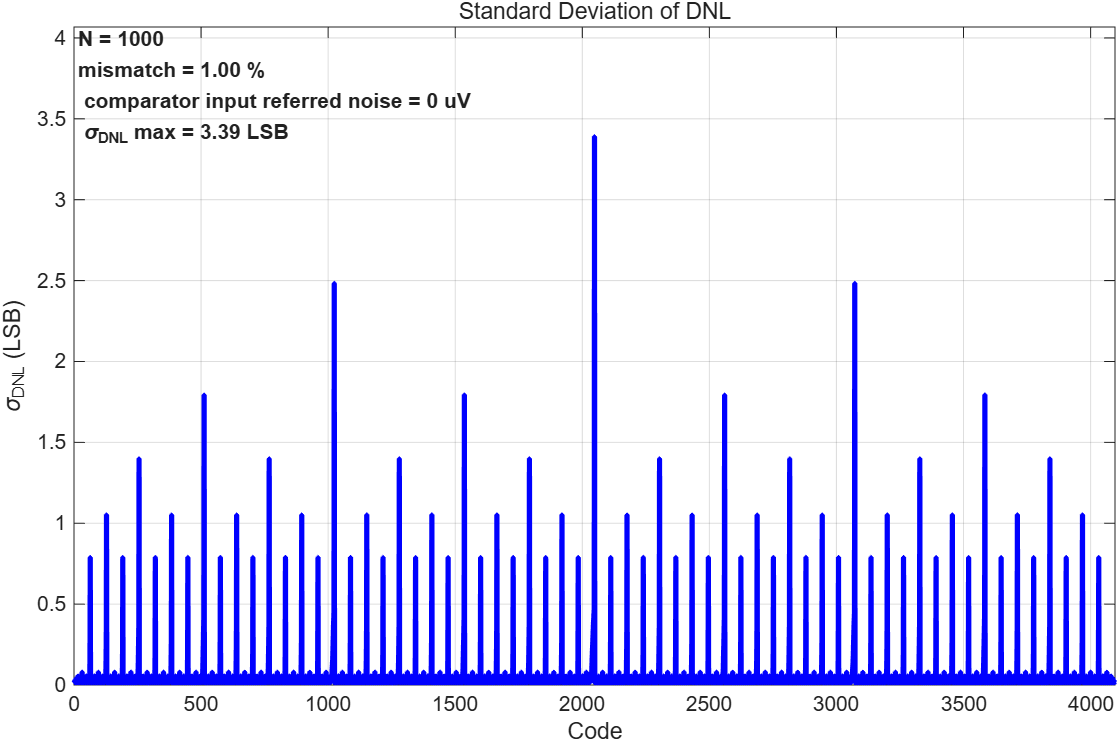 Standard Deviation of DNL
N = 1000
mismatch = 1.00 %
comparator input referred noise = 0 uV
σDNL max = 3.39 LSB
σDNL (LSB)
4
3.5
3
2.5
2
1.5
1
0.5
0
0 500 1000 1500 2000 2500 3000 3500 4000
Code